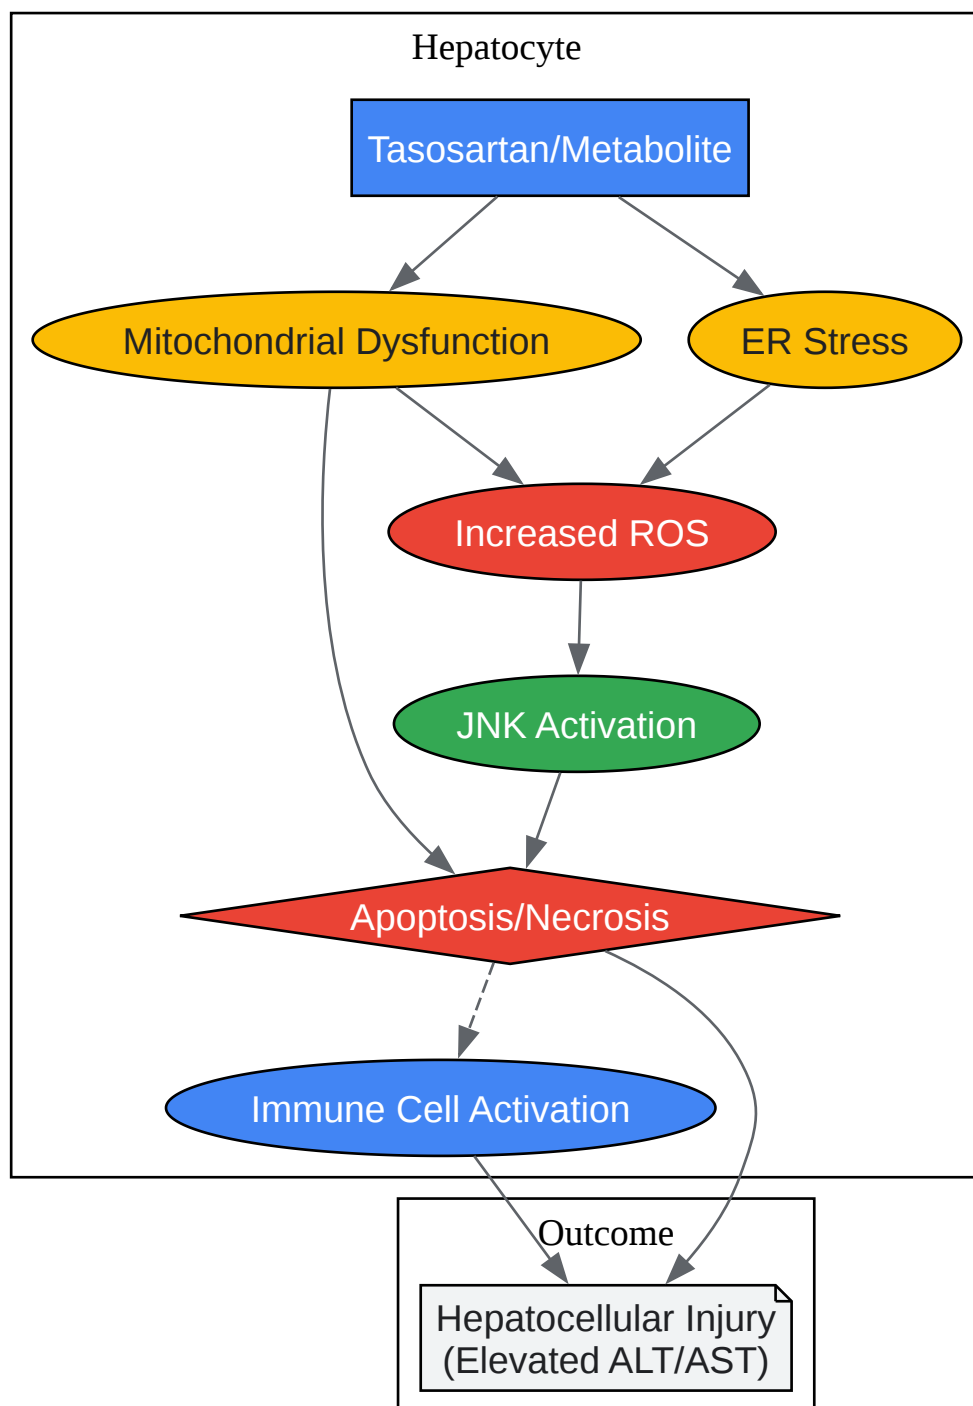 Hepatocyte
Tasosartan/Metabolite
Mitochondrial Dysfunction
ER Stress
Increased ROS
JNK Activation
Apoptosis/Necrosis
Immune Cell Activation
Outcome
Hepatocellular Injury
(Elevated ALT/AST)